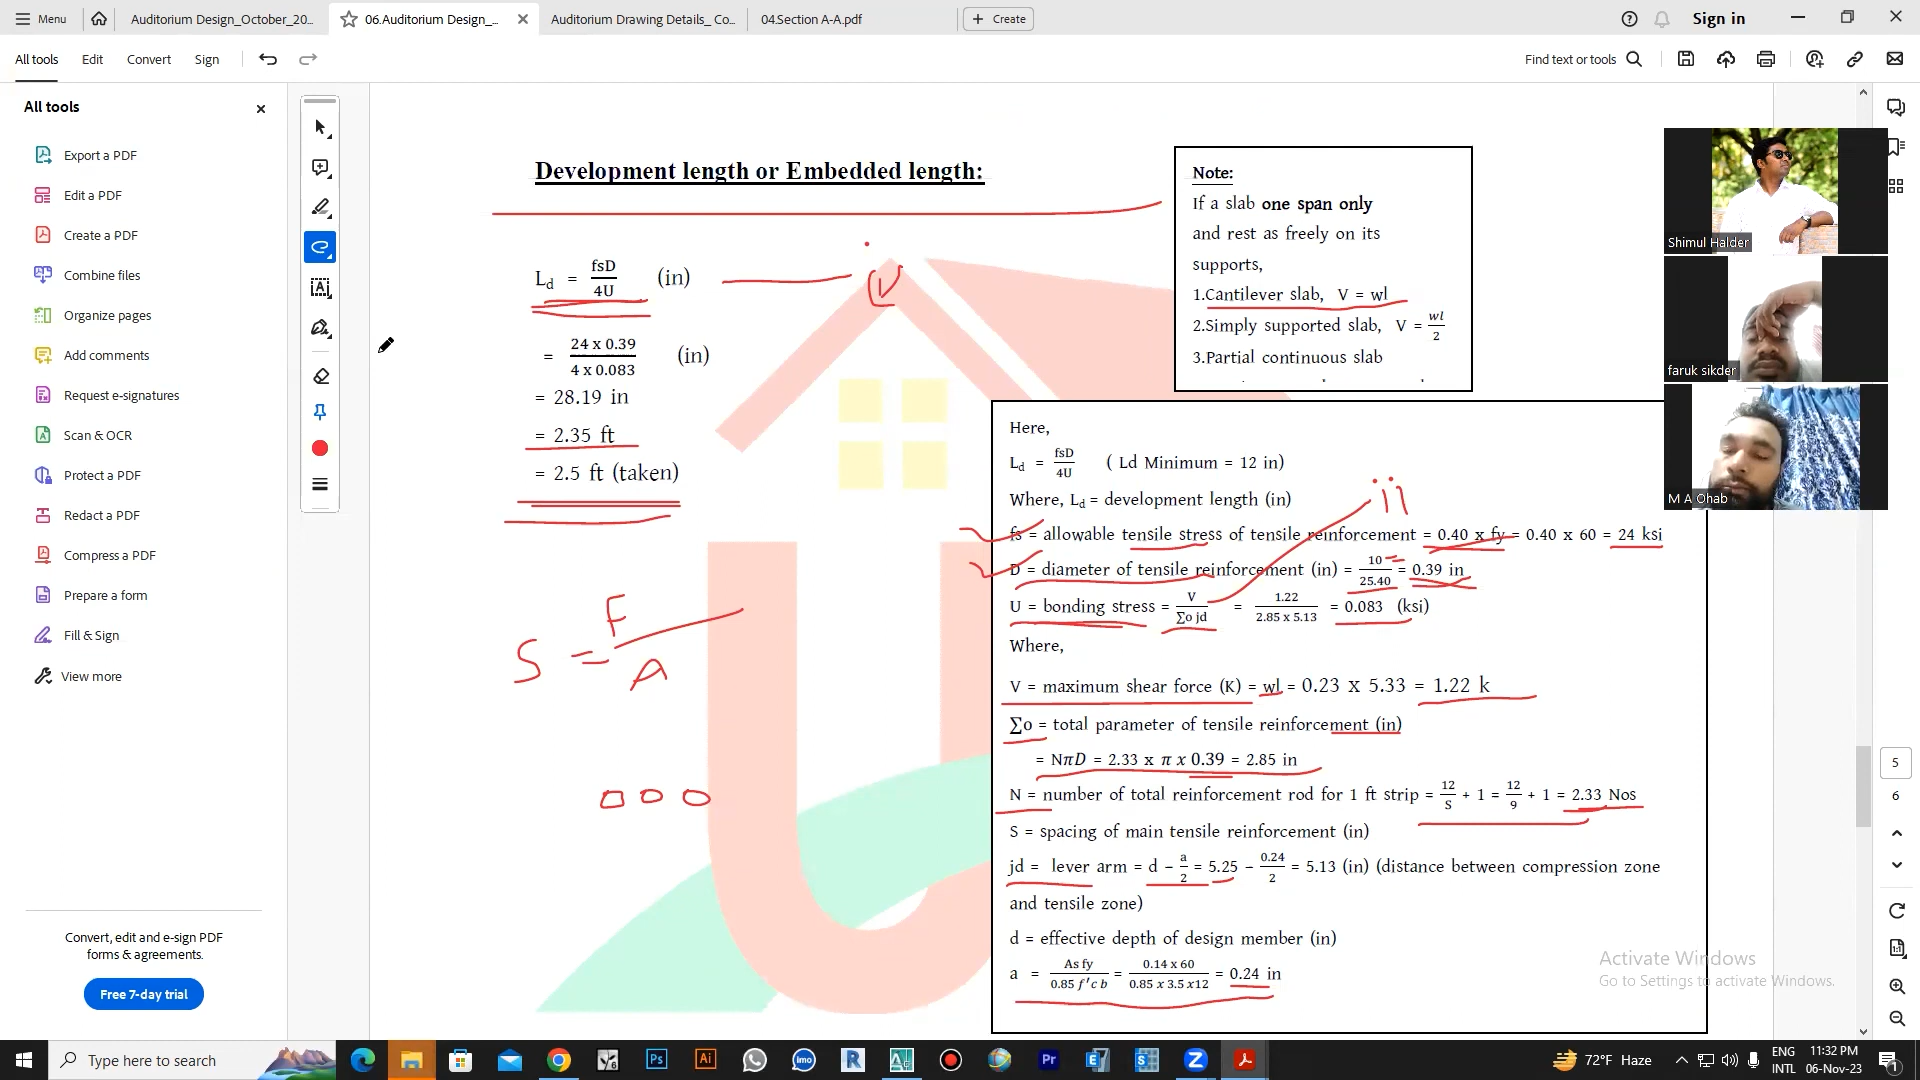 Menu
Auditorium Design_October_20...
06.Auditorium Design_...
Auditorium Drawing Details_ Co...
04.Section A-A.pdf
Create
Sign in
All tools
Edit
Convert
Sign
Find text or tools
All tools
Export a PDF
Edit a PDF
Create a PDF
Combine files
Organize pages
Add comments
Request e-signatures
Scan & OCR
Protect a PDF
Redact a PDF
Compress a PDF
Prepare a form
Fill & Sign
View more
Convert, edit and e-sign PDF
forms & agreements.
Free 7-day trial
Development length or Embedded length:
Ld = fsD/4U (in)
= 24 x 0.39/4 x 0.083 (in)
= 28.19 in
= 2.35 ft
= 2.5 ft (taken)
S = F/A
Note:
If a slab one span only
and rest as freely on its
supports,
1.Cantilever slab, V = wl
2.Simply supported slab, V = wl/2
3.Partial continuous slab
Here,
Ld = fsD/4U ( Ld Minimum = 12 in)
ii
Where, Ld = development length (in)
fs = allowable tensile stress of tensile reinforcement = 0.40 x fy = 0.40 x 60 = 24 ksi
D = diameter of tensile reinforcement (in) = 10/25.40 = 0.39 in
U = bonding stress = V/∑o jd = 1.22/2.85 x 5.13 = 0.083 (ksi)
Where,
V = maximum shear force (K) = wl = 0.23 x 5.33 = 1.22 k
∑o = total parameter of tensile reinforcement (in)
= NπD = 2.33 x π x 0.39 = 2.85 in
N = number of total reinforcement rod for 1 ft strip = 12/S + 1 = 12/9 + 1 = 2.33 Nos
S = spacing of main tensile reinforcement (in)
jd = lever arm = d − a/2 = 5.25 − 0.24/2 = 5.13 (in) (distance between compression zone
and tensile zone)
d = effective depth of design member (in)
a = As fy/0.85 f'c b = 0.14 x 60/0.85 x 3.5 x12 = 0.24 in
Shimul Halder
faruk sikder
M A Ohab
5
6
Activate Windows
Go to Settings to activate Windows.
Type here to search
72°F Haze
ENG
INTL
11:32 PM
06-Nov-23
1